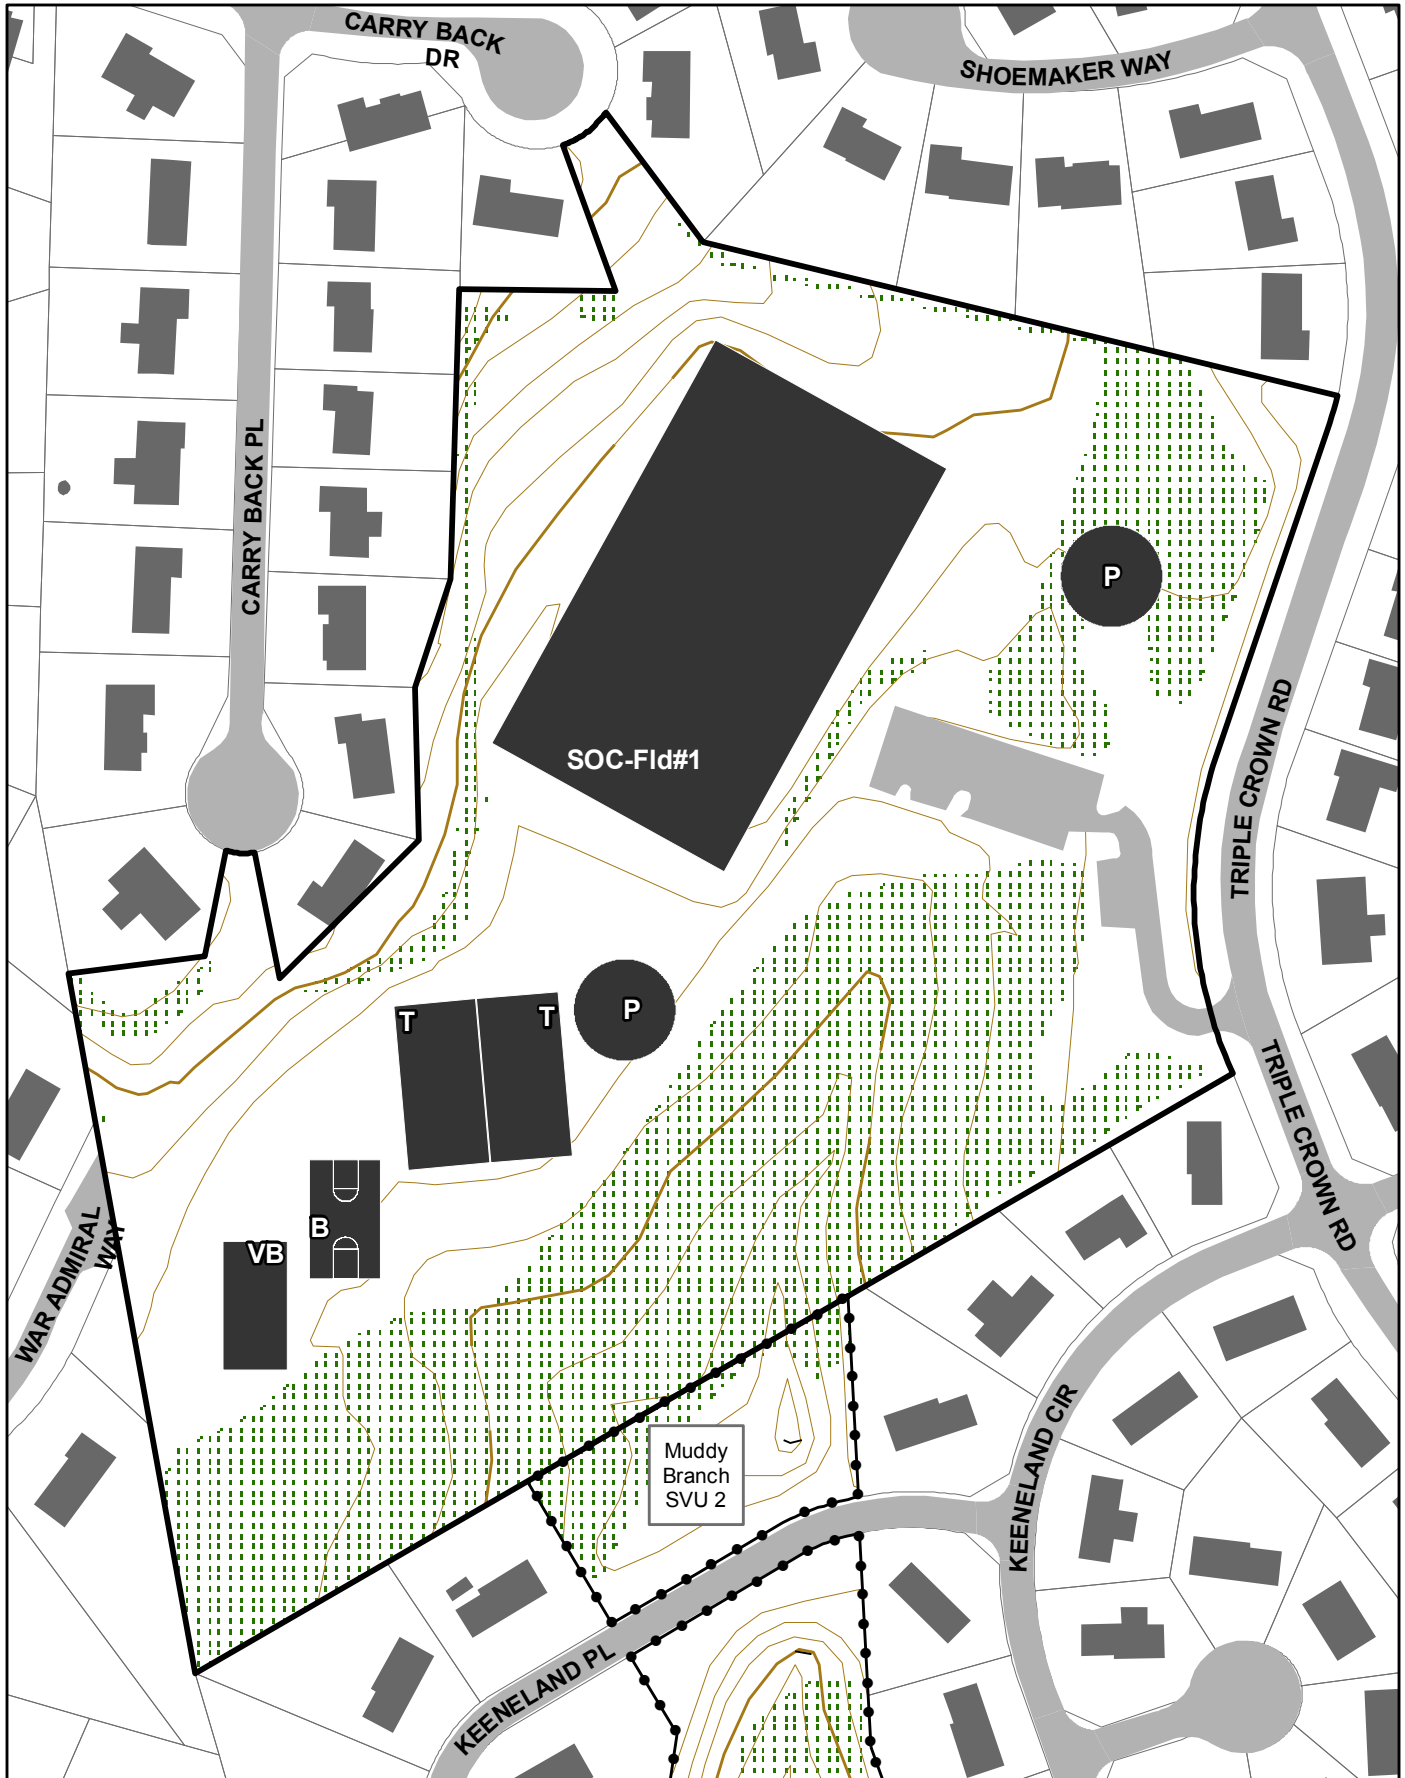 CARRY BACK
DR
SHOEMAKER WAY
CARRY BACK PL
P
TRIPLE CROWN RD
SOC-Fld#1
T
T
P
TRIPLE CROWN RD
B
VB
WAR ADMIRAL
WAY
KEENELAND CIR
Muddy
Branch
SVU 2
KEENELAND PL